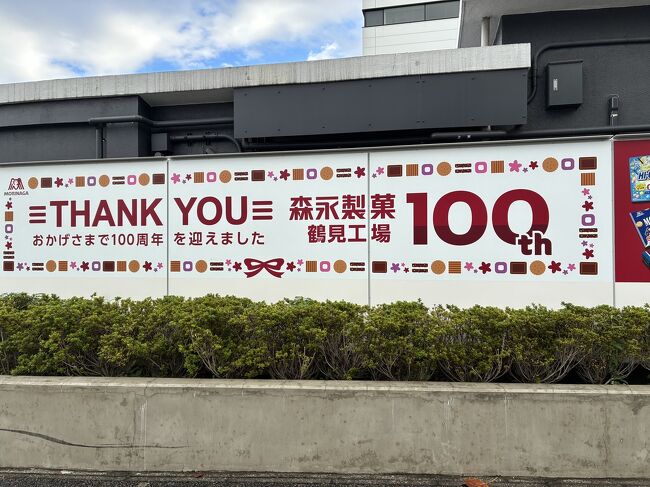 MORINAGA
THANK YOU
おかげさまで100周年を迎えました
森永製菓
鶴見工場
100th